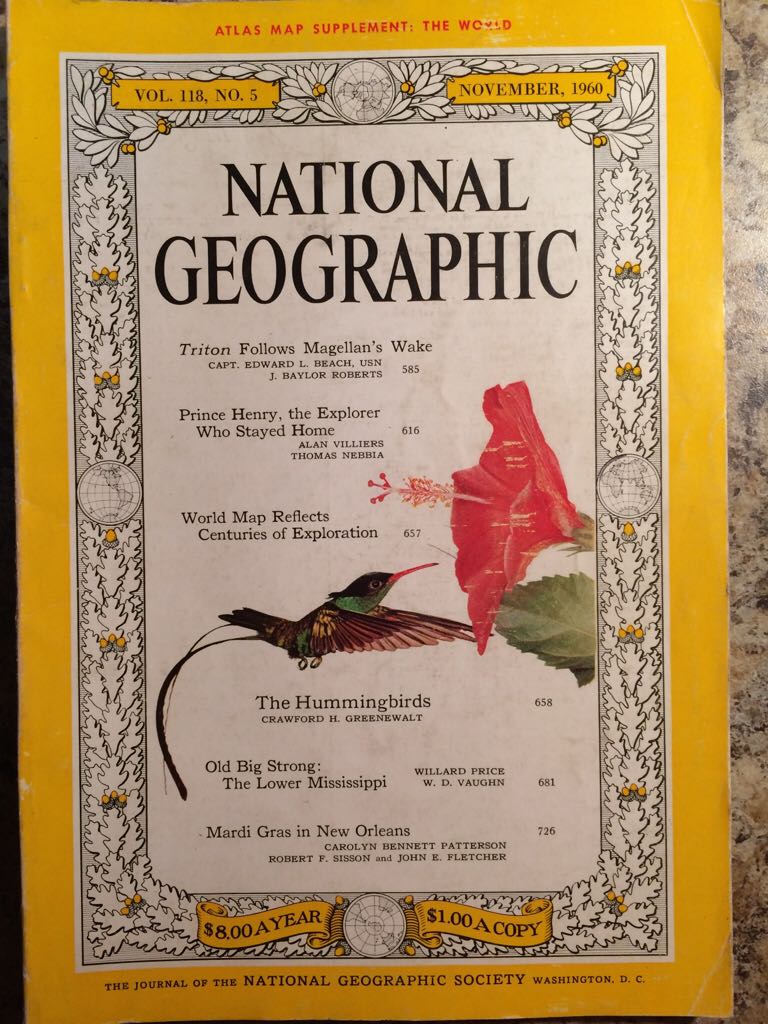 ATLAS MAP SUPPLEMENT: THE WORLD
VOL. 118, NO. 5
NOVEMBER, 1960
NATIONAL
GEOGRAPHIC
Triton Follows Magellan's Wake
CAPT. EDWARD L. BEACH, USN
J. BAYLOR ROBERTS 585
Prince Henry, the Explorer
Who Stayed Home 616
ALAN VILLIERS
THOMAS NEBBIA
World Map Reflects
Centuries of Exploration 657
The Hummingbirds 658
CRAWFORD H. GREENEWALT
Old Big Strong: WILLARD PRICE
The Lower Mississippi W. D. VAUGHN 681
Mardi Gras in New Orleans 726
CAROLYN BENNETT PATTERSON
ROBERT F. SISSON and JOHN E. FLETCHER
$8.00 A YEAR
$1.00 A COPY
THE JOURNAL OF THE NATIONAL GEOGRAPHIC SOCIETY WASHINGTON, D. C.